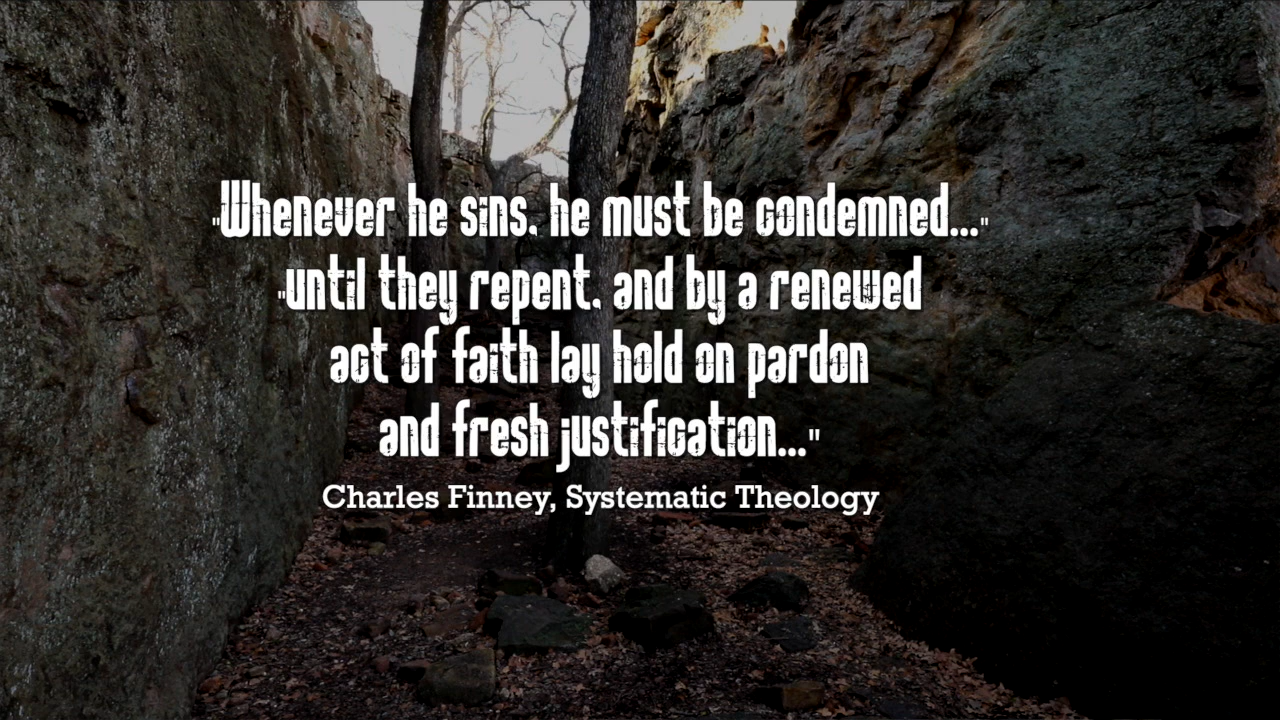 "Whenever he sins, he must be condemned..."
"until they repent, and by a renewed
act of faith lay hold on pardon
and fresh justification..."
Charles Finney, Systematic Theology